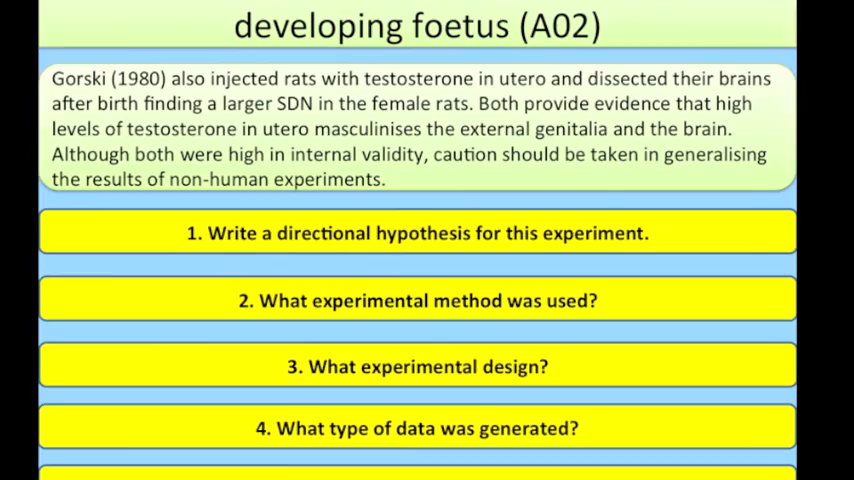 developing foetus (A02)
Gorski (1980) also injected rats with testosterone in utero and dissected their brains
after birth finding a larger SDN in the female rats. Both provide evidence that high
levels of testosterone in utero masculinises the external genitalia and the brain.
Although both were high in internal validity, caution should be taken in generalising
the results of non-human experiments.
1. Write a directional hypothesis for this experiment.
2. What experimental method was used?
3. What experimental design?
4. What type of data was generated?